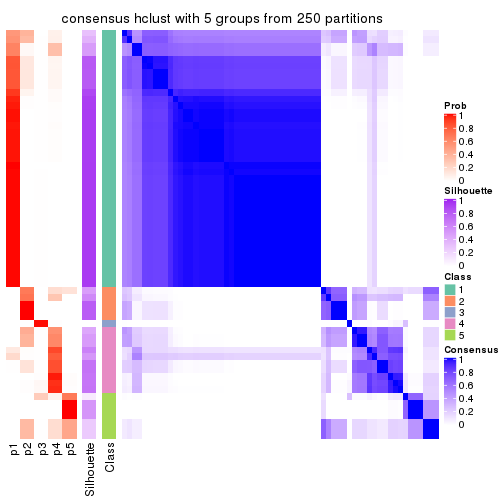 consensus hclust with 5 groups from 250 partitions
Prob
1
0.8
0.6
0.4
0.2
0
Silhouette
1
0.8
0.6
0.4
0.2
0
Class
1
2
3
4
5
Consensus
1
0.8
0.6
0.4
0.2
0
p1
p2
p3
p4
p5
Silhouette
Class